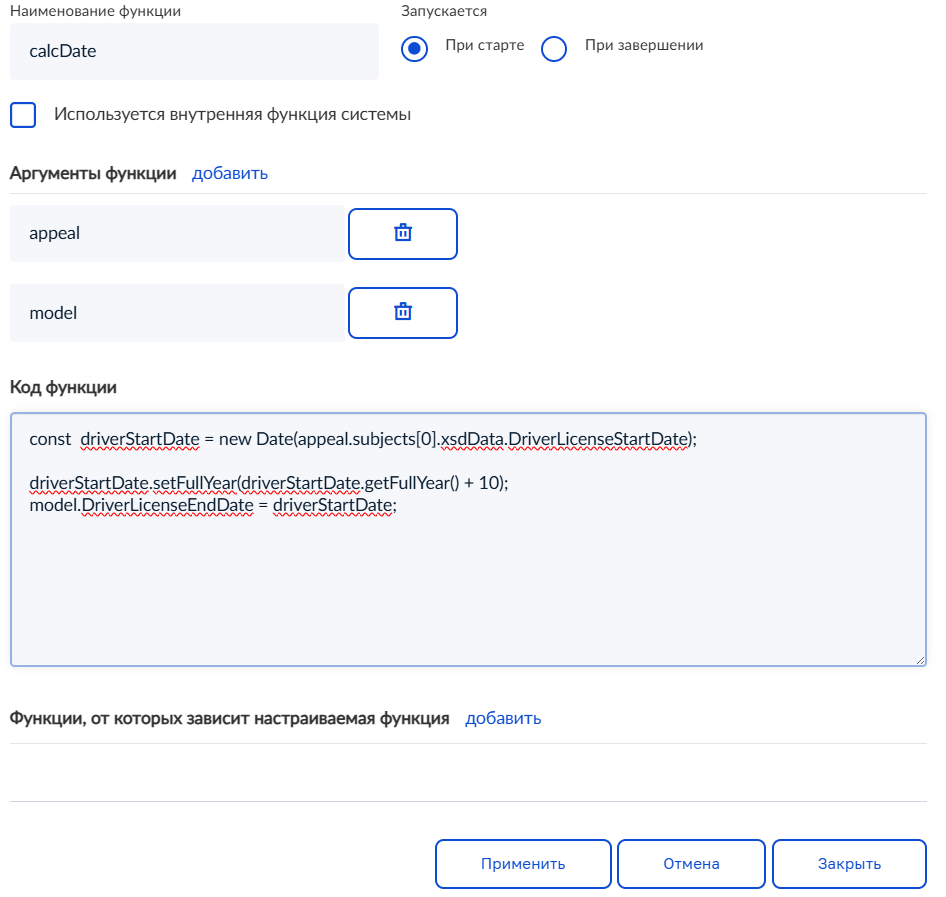 Наименование функции
Запускается
calcDate
При старте
При завершении
Используется внутренняя функция системы
Аргументы функции добавить
appeal
model
Код функции
const  driverStartDate = new Date(appeal.subjects[0].xsdData.DriverLicenseStartDate);
driverStartDate.setFullYear(driverStartDate.getFullYear() + 10);
model.DriverLicenseEndDate = driverStartDate;
Функции, от которых зависит настраиваемая функция добавить
Применить
Отмена
Закрыть